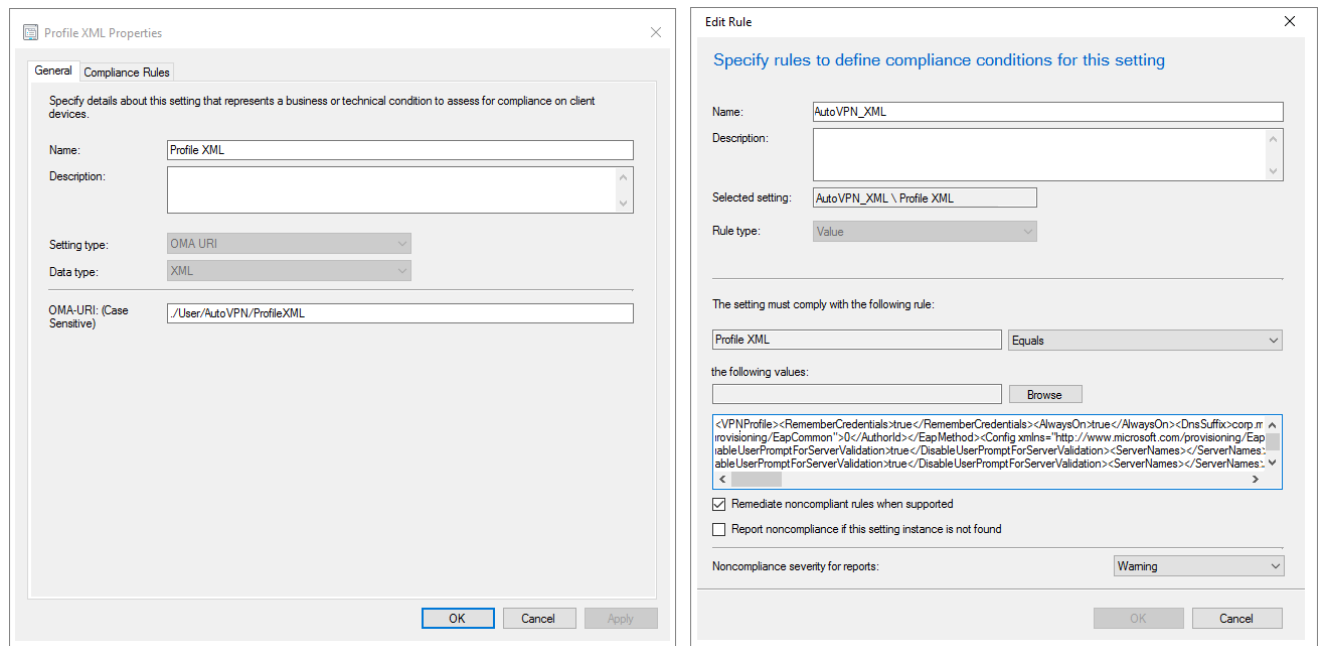 Profile XML Properties
General
Compliance Rules
Specify details about this setting that represents a business or technical condition to assess for compliance on client
devices.
Name:
Profile XML
Description:
Setting type:
OMA URI
Data type:
XML
OMA-URI: (Case
Sensitive)
./User/AutoVPN/ProfileXML
OK
Cancel
Apply
Edit Rule
Specify rules to define compliance conditions for this setting
Name:
AutoVPN_XML
Description:
Selected setting:
AutoVPN_XML \ Profile XML
Rule type:
Value
The setting must comply with the following rule:
Profile XML
Equals
the following values:
Browse
<VPNProfile><RememberCredentials>true</RememberCredentials><AlwaysOn>true</AlwaysOn><DnsSuffix>corp.m
rovisioning/EapCommon">0</AuthorId></EapMethod><Config xmlns="http://www.microsoft.com/provisioning/Eap
nableUserPromptForServerValidation>true</DisableUserPromptForServerValidation><ServerNames></ServerNames>
ableUserPromptForServerValidation>true</DisableUserPromptForServerValidation><ServerNames></ServerNames>
Remediate noncompliant rules when supported
Report noncompliance if this setting instance is not found
Noncompliance severity for reports:
Warning
OK
Cancel